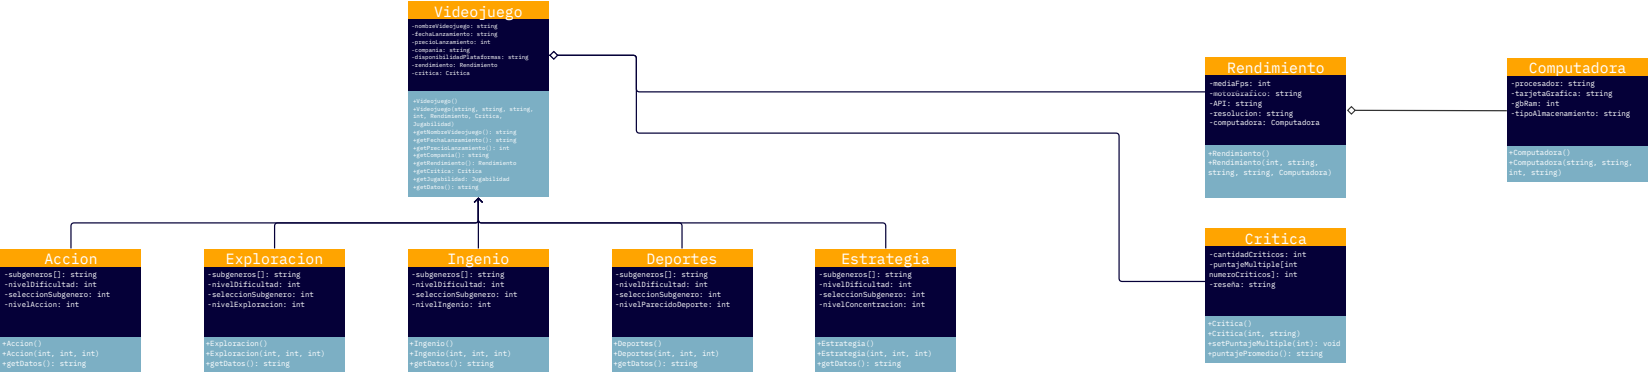 Videojuego
-nombreVideojuego: string
-fechaLanzamiento: string
-precioLanzamiento: int
-compania: string
-disponibilidadPlataformas: string
-rendimiento: Rendimiento
-critica: Critica
+Videojuego()
+Videojuego(string, string, string,
int, Rendimiento, Critica,
Jugabilidad)
+getNombreVideojuego(): string
+getFechaLanzamiento(): string
+getPrecioLanzamiento(): int
+getCompania(): string
+getRendimiento(): Rendimiento
+getCritica: Critica
+getJugabilidad: Jugabilidad
+getDatos(): string
Rendimiento
-mediaFps: int
-motorGrafico: string
-API: string
-resolucion: string
-computadora: Computadora
+Rendimiento()
+Rendimiento(int, string,
string, string, Computadora)
Computadora
-procesador: string
-tarjetaGrafica: string
-gbRam: int
-tipoAlmacenamiento: string
+Computadora()
+Computadora(string, string,
int, string)
Critica
-cantidadCriticos: int
-puntajeMultiple[int
numeroCriticos]: int
-reseña: string
+Critica()
+Critica(int, string)
+setPuntajeMultiple(int): void
+puntajePromedio(): string
Accion
-subgeneros[]: string
-nivelDificultad: int
-seleccionSubgenero: int
-nivelAccion: int
+Accion()
+Accion(int, int, int)
+getDatos(): string
Exploracion
-subgeneros[]: string
-nivelDificultad: int
-seleccionSubgenero: int
-nivelExploracion: int
+Exploracion()
+Exploracion(int, int, int)
+getDatos(): string
Ingenio
-subgeneros[]: string
-nivelDificultad: int
-seleccionSubgenero: int
-nivelIngenio: int
+Ingenio()
+Ingenio(int, int, int)
+getDatos(): string
Deportes
-subgeneros[]: string
-nivelDificultad: int
-seleccionSubgenero: int
-nivelParecidoDeporte: int
+Deportes()
+Deportes(int, int, int)
+getDatos(): string
Estrategia
-subgeneros[]: string
-nivelDificultad: int
-seleccionSubgenero: int
-nivelConcentracion: int
+Estrategia()
+Estrategia(int, int, int)
+getDatos(): string